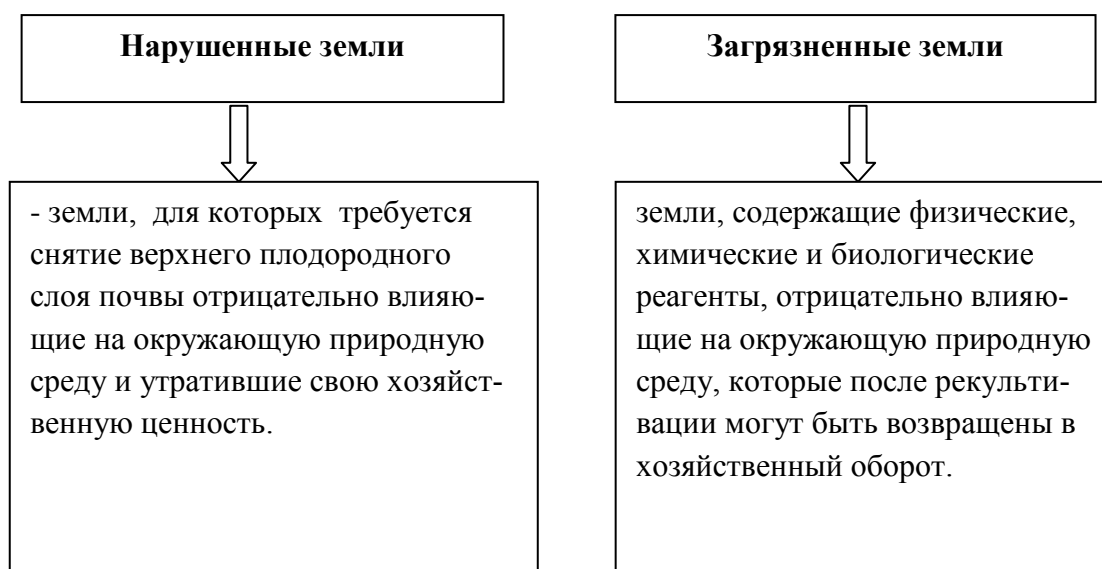 Нарушенные земли
- земли, для которых требуется
снятие верхнего плодородного
слоя почвы отрицательно влияю-
щие на окружающую природную
среду и утратившие свою хозяйст-
венную ценность.
Загрязненные земли
земли, содержащие физические,
химические и биологические
реагенты, отрицательно влияю-
щие на окружающую природную
среду, которые после рекульти-
вации могут быть возвращены в
хозяйственный оборот.